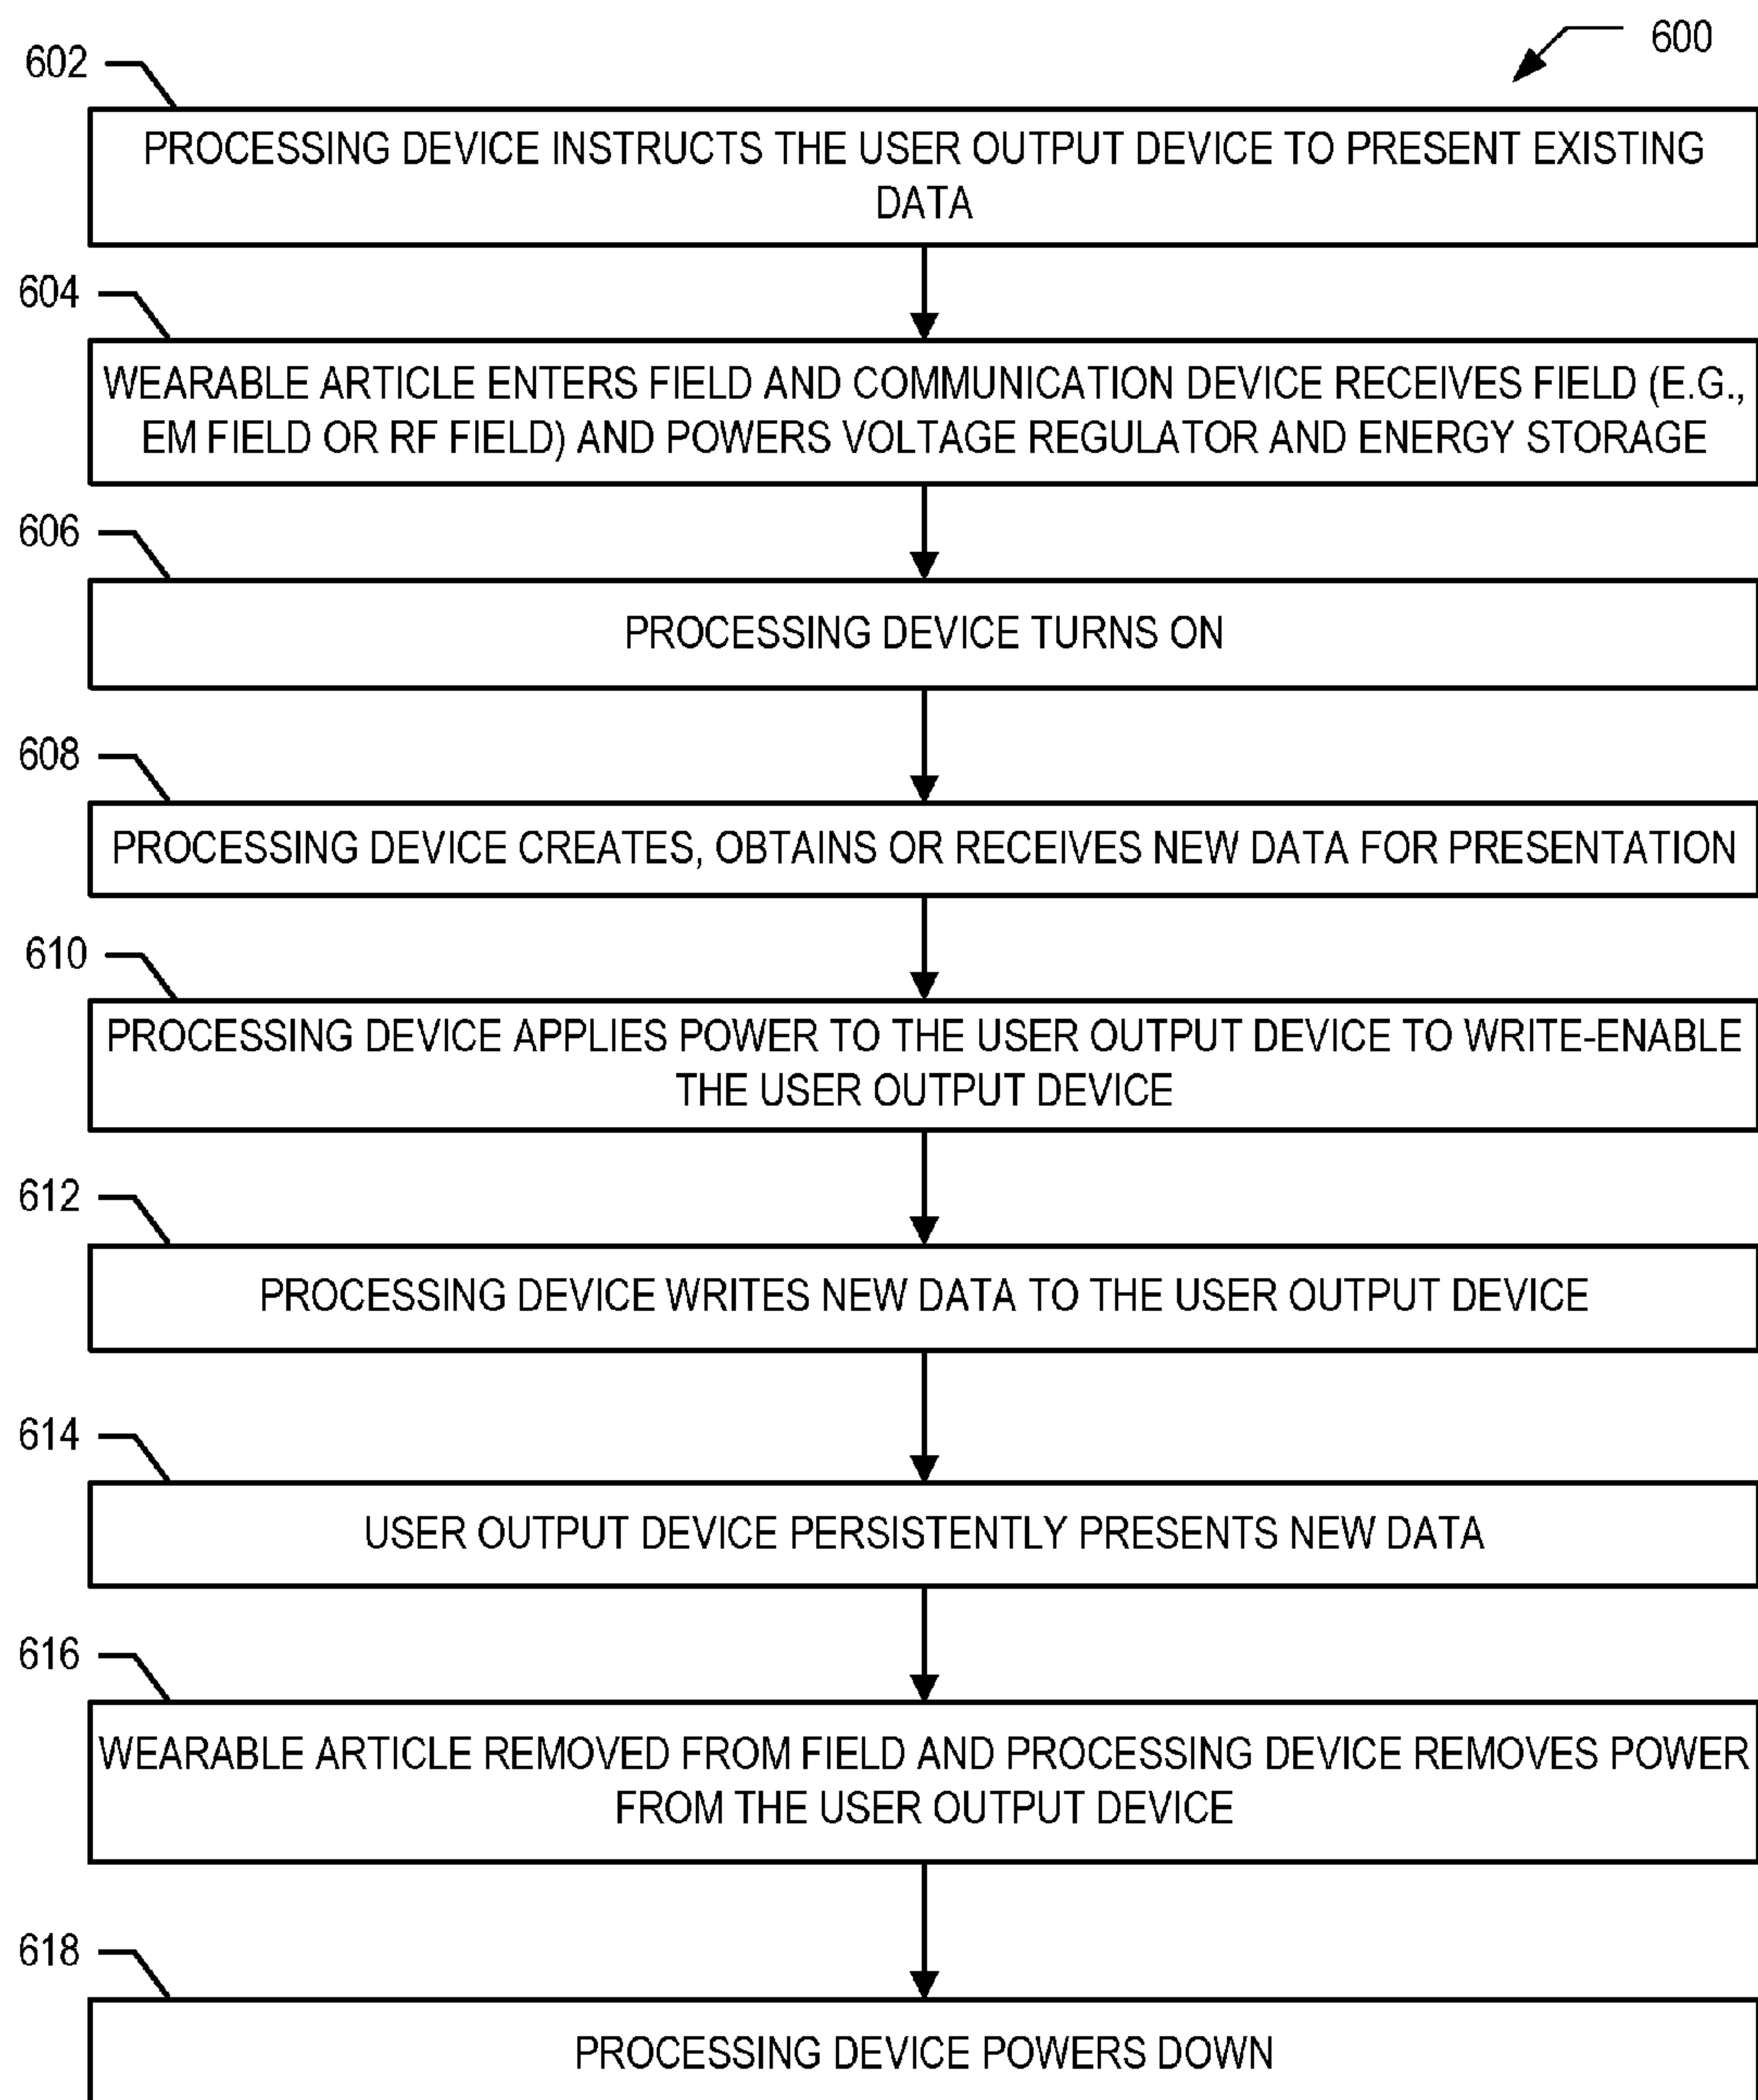 600
602
PROCESSING DEVICE INSTRUCTS THE USER OUTPUT DEVICE TO PRESENT EXISTING
DATA
604
WEARABLE ARTICLE ENTERS FIELD AND COMMUNICATION DEVICE RECEIVES FIELD (E.G.,
EM FIELD OR RF FIELD) AND POWERS VOLTAGE REGULATOR AND ENERGY STORAGE
606
PROCESSING DEVICE TURNS ON
608
PROCESSING DEVICE CREATES, OBTAINS OR RECEIVES NEW DATA FOR PRESENTATION
610
PROCESSING DEVICE APPLIES POWER TO THE USER OUTPUT DEVICE TO WRITE-ENABLE
THE USER OUTPUT DEVICE
612
PROCESSING DEVICE WRITES NEW DATA TO THE USER OUTPUT DEVICE
614
USER OUTPUT DEVICE PERSISTENTLY PRESENTS NEW DATA
616
WEARABLE ARTICLE REMOVED FROM FIELD AND PROCESSING DEVICE REMOVES POWER
FROM THE USER OUTPUT DEVICE
618
PROCESSING DEVICE POWERS DOWN